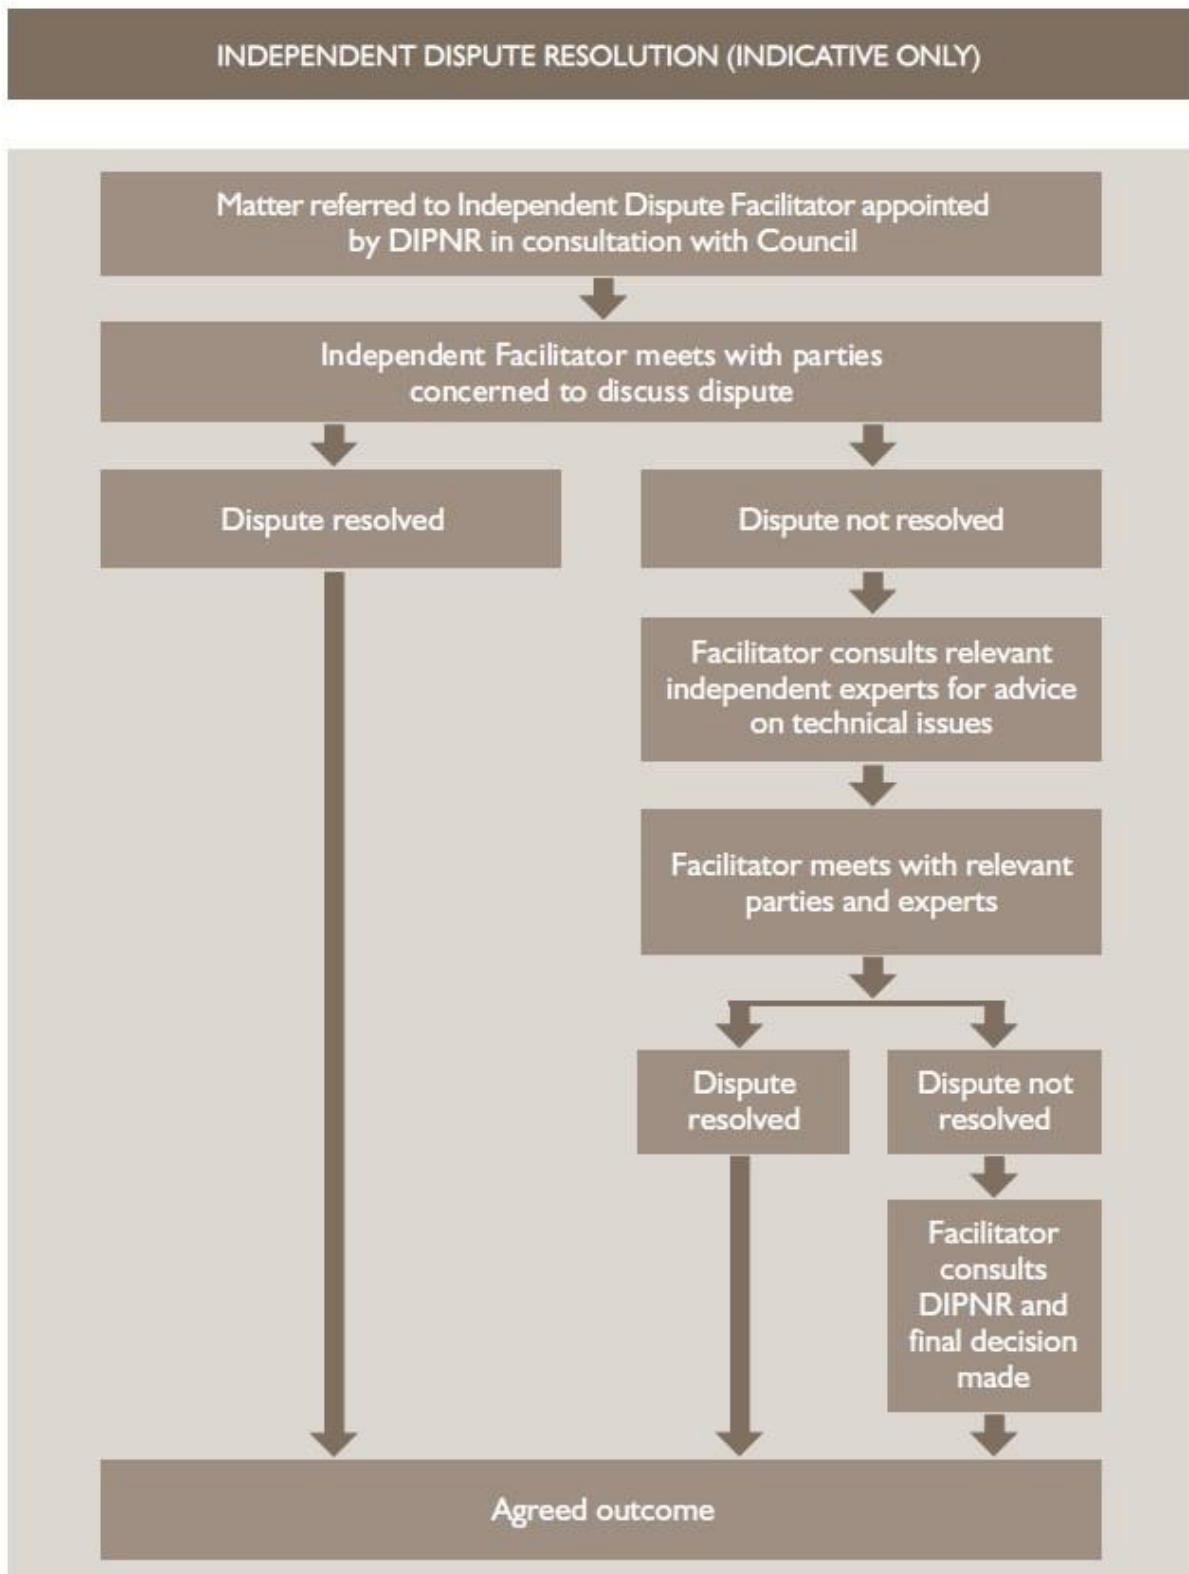 INDEPENDENT DISPUTE RESOLUTION (INDICATIVE ONLY)
Matter referred to Independent Dispute Facilitator appointed
by DIPNR in consultation with Council
Independent Facilitator meets with parties
concerned to discuss dispute
Dispute resolved
Dispute not resolved
Facilitator consults relevant
independent experts for advice
on technical issues
Facilitator meets with relevant
parties and experts
Dispute
resolved
Dispute not
resolved
Facilitator
consults
DIPNR and
final decision
made
Agreed outcome